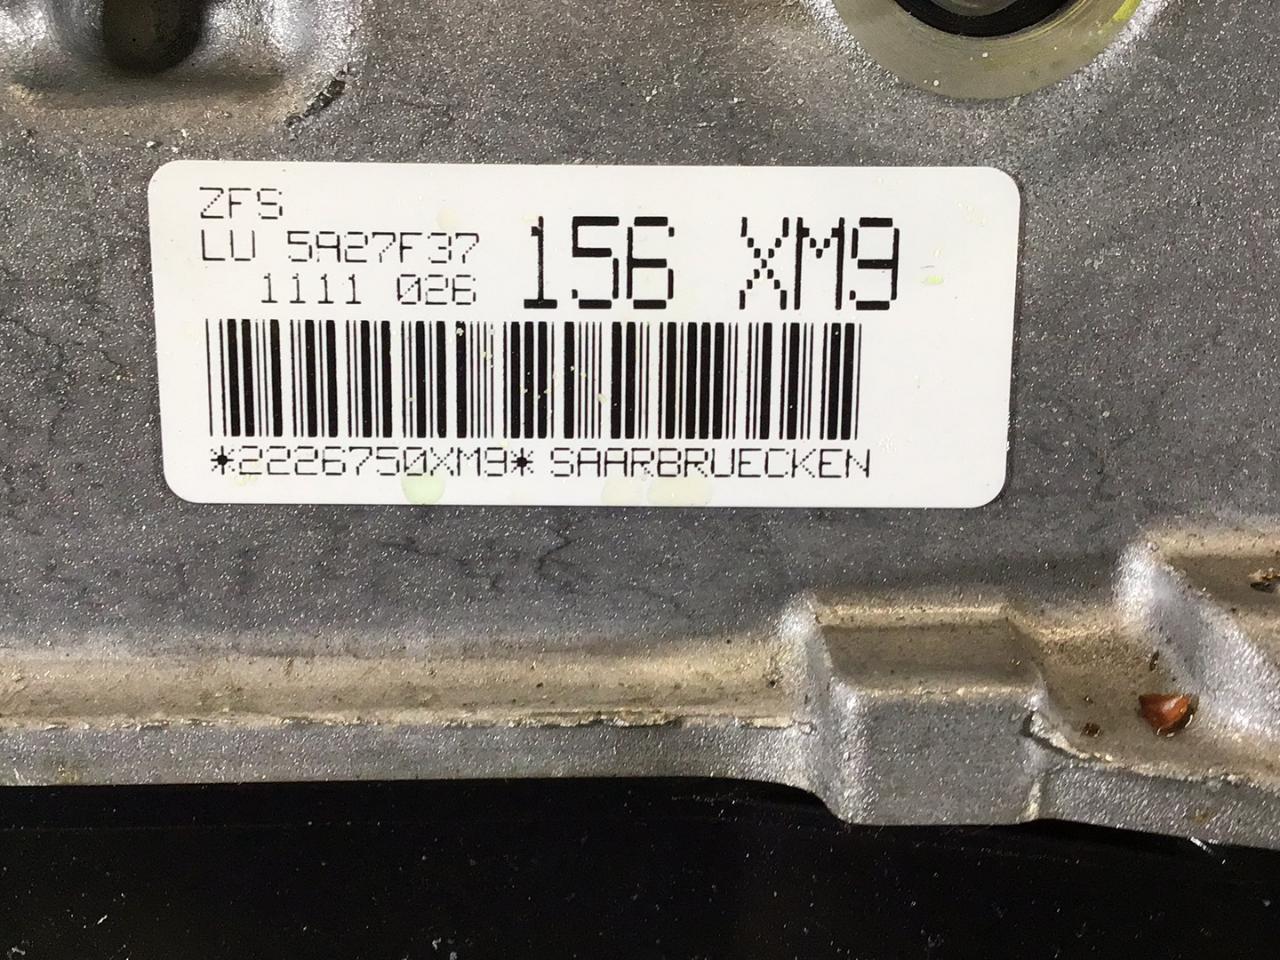 ZFS
LU 5A27F37 156 XM9
1111 026
*2226750XM9* SAARBRUECKEN